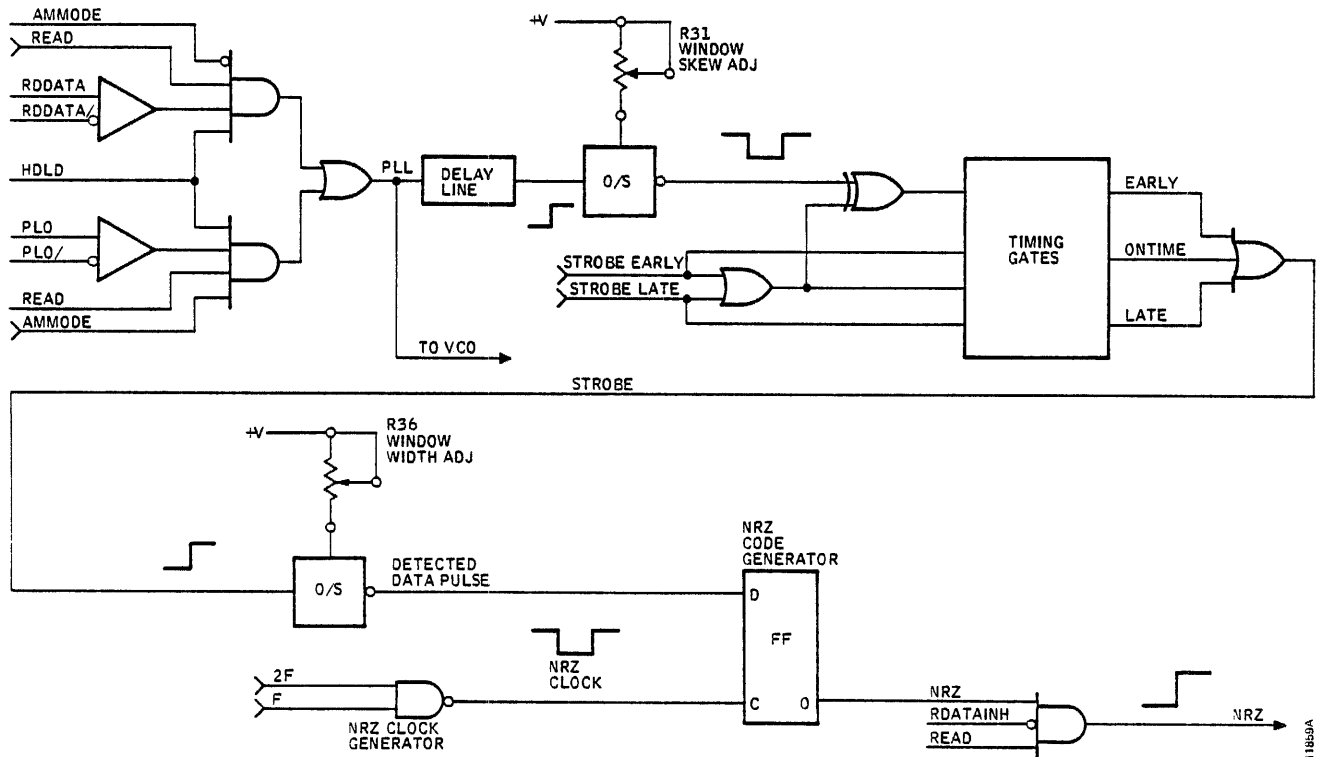 AMMODE
READ
RDDATA
RDDATA/
HDLD
PLO
PLO/
READ
AMMODE
PLL
TO VCO
DELAY
LINE
+V
R31
WINDOW
SKEW ADJ
O/S
STROBE EARLY
STROBE LATE
TIMING
GATES
EARLY
ONTIME
LATE
STROBE
+V
R36
WINDOW
WIDTH ADJ
O/S
DETECTED
DATA PULSE
2F
F
NRZ CLOCK
GENERATOR
NRZ
CLOCK
NRZ
CODE
GENERATOR
D
FF
C
O
NRZ
RDATAINH
READ
NRZ
11859A